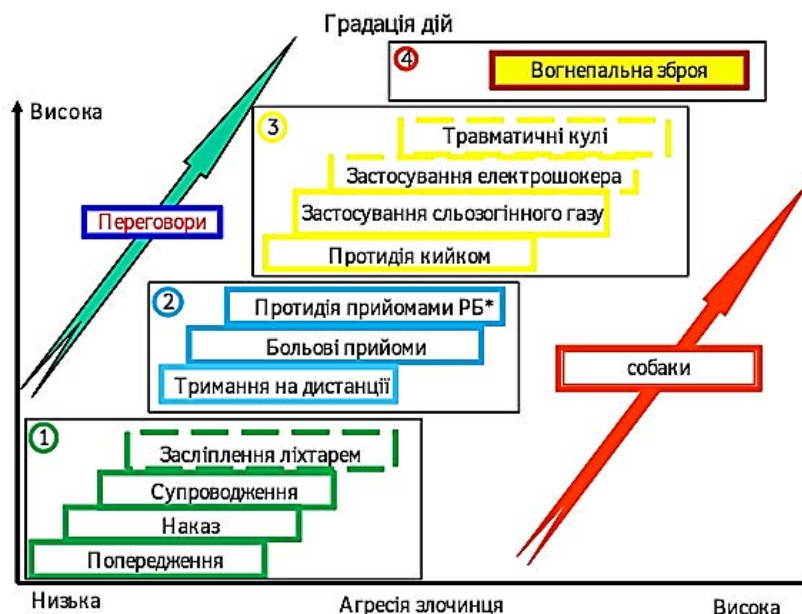 Градація дій
4
Вогнепальна зброя
Висока
3
Травматичні кулі
Застосування електрошокера
Переговори
Застосування сльозогінного газу
Протидія кийком
2
Протидія прийомами РБ*
Больові прийоми
собаки
Тримання на дистанції
1
Засліплення ліхтарем
Супроводження
Наказ
Попередження
Низька
Агресія злочинця
Висока